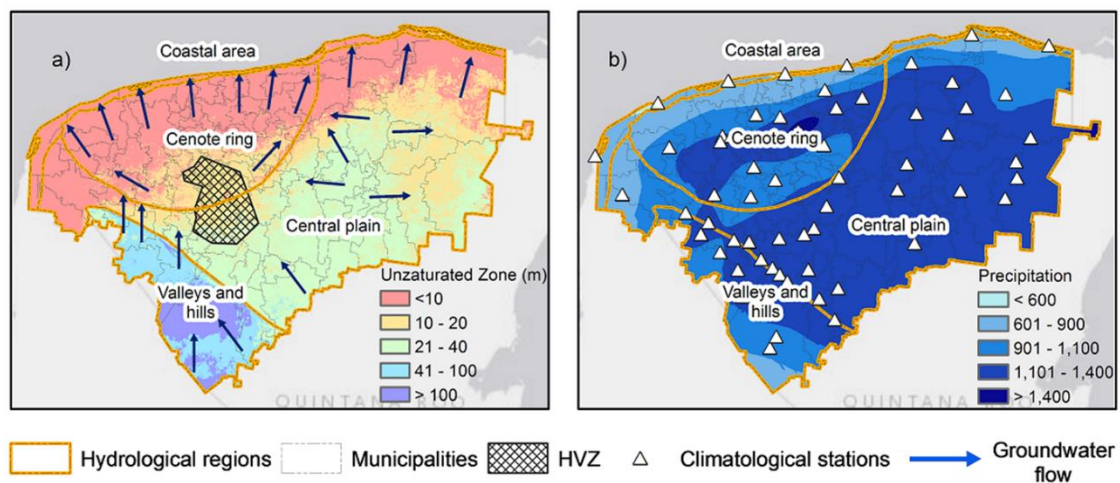 a)
Coastal area
Cenote ring
Central plain
Valleys and
hills
Unzaturated Zone (m)
<10
10 - 20
21 - 40
41 - 100
> 100
QUINTANA ROO
b)
Coastal area
Cenote ring
Central plain
Valleys and
hills
Precipitation
< 600
601 - 900
901 - 1,100
1,101 - 1,400
> 1,400
QUINTANA ROO
Hydrological regions
Municipalities
HVZ
Climatological stations
Groundwater
flow